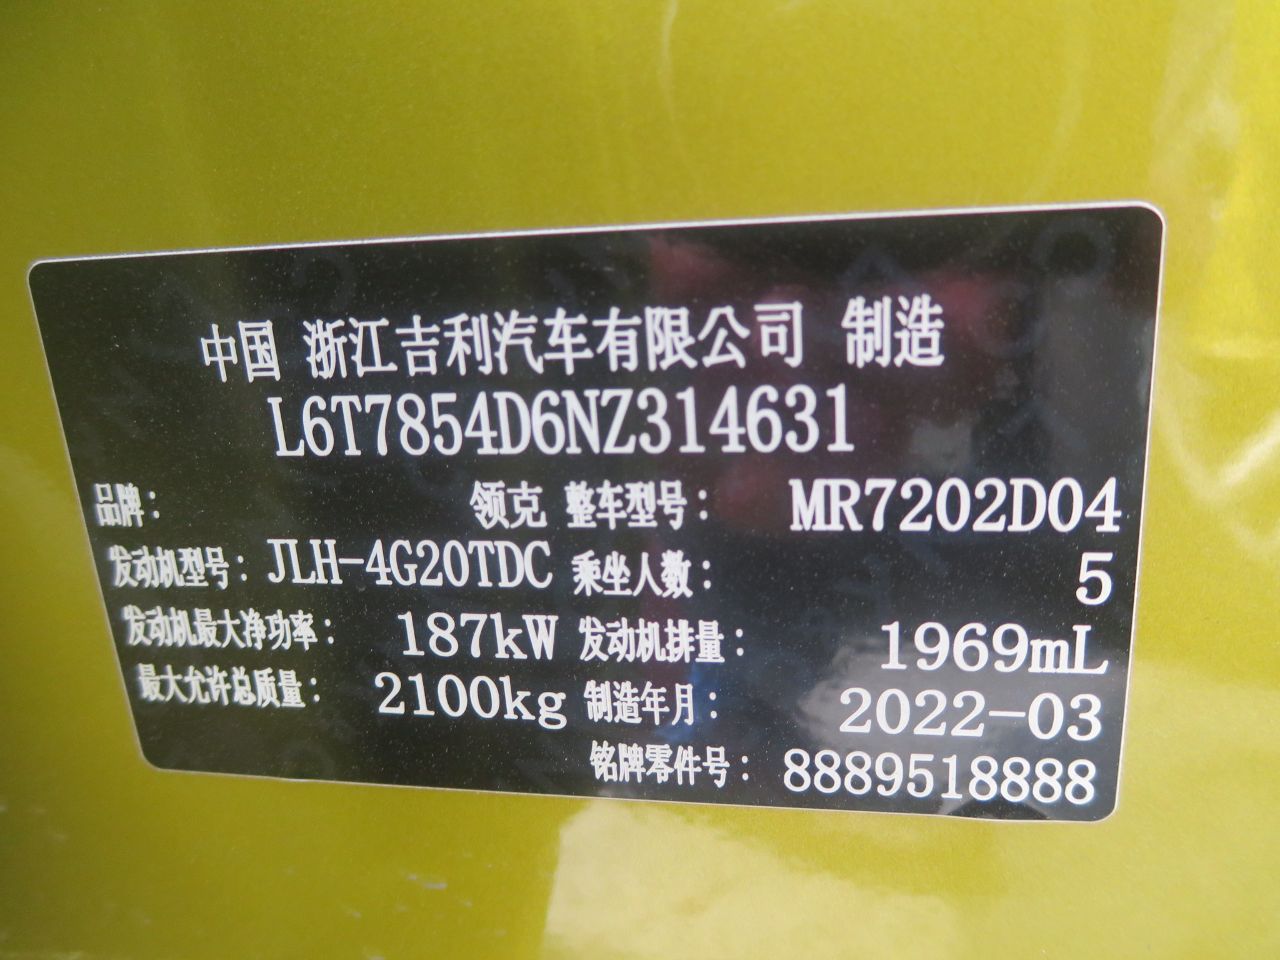 中国 浙江吉利汽车有限公司 制造
L6T7854D6NZ314631
品牌： 领克 整车型号： MR7202D04
发动机型号：JLH-4G20TDC 乘坐人数： 5
发动机最大净功率： 187kW 发动机排量： 1969mL
最大允许总质量： 2100kg 制造年月： 2022-03
铭牌零件号： 8889518888